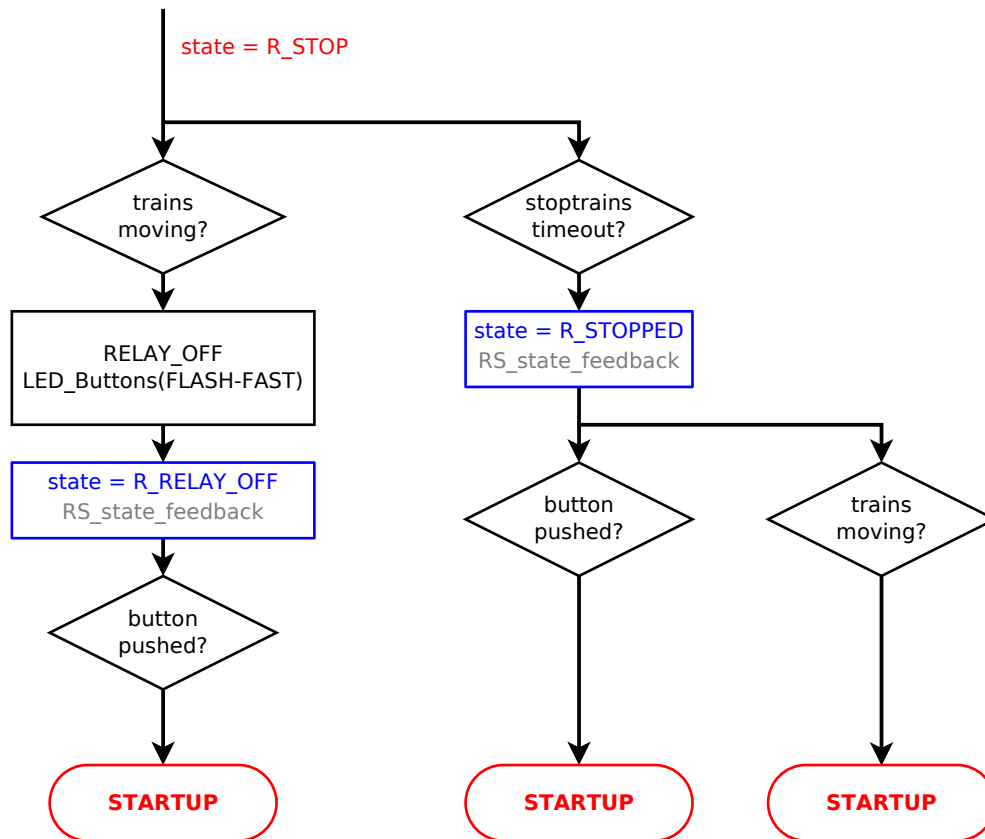 state = R_STOP
trains
moving?
stoptrains
timeout?
RELAY_OFF
LED_Buttons(FLASH-FAST)
state = R_STOPPED
RS_state_feedback
state = R_RELAY_OFF
RS_state_feedback
button
pushed?
trains
moving?
button
pushed?
STARTUP
STARTUP
STARTUP